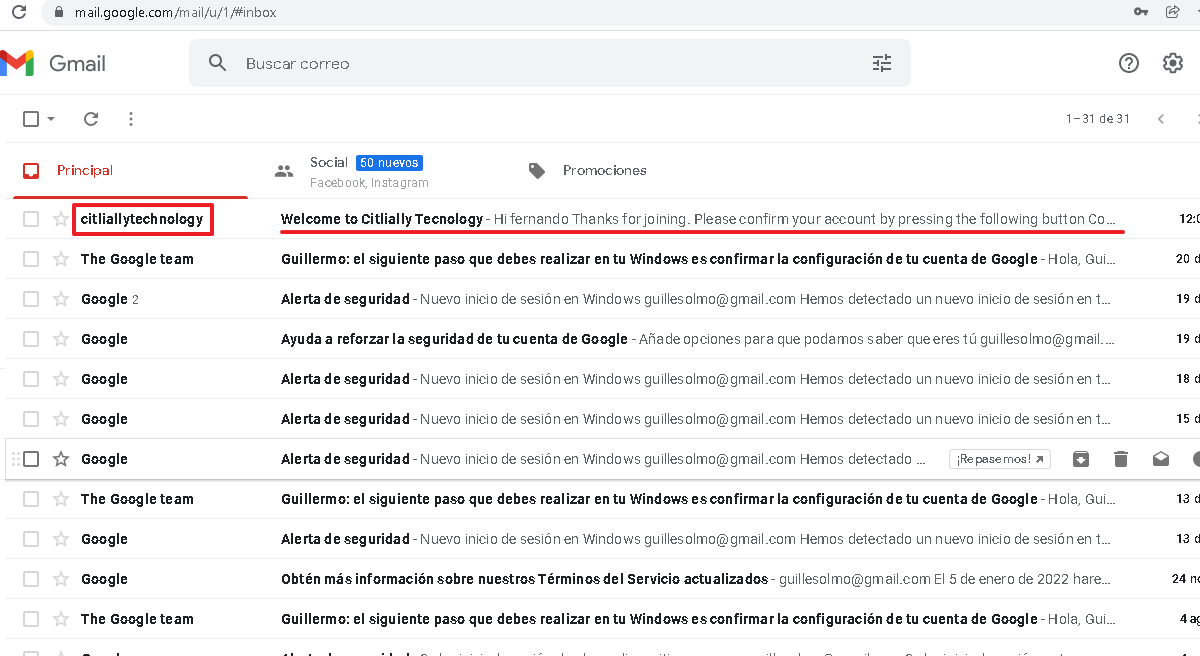 mail.google.com/mail/u/1/#inbox
Gmail
Buscar correo
1–31 de 31
Principal
Social 50 nuevos
Facebook, Instagram
Promociones
citliallytechnology Welcome to Citlially Tecnology - Hi fernando Thanks for joining. Please confirm your account by pressing the following button Co... 12:0
The Google team Guillermo: el siguiente paso que debes realizar en tu Windows es confirmar la configuración de tu cuenta de Google - Hola, Gui... 20 d
Google 2 Alerta de seguridad - Nuevo inicio de sesión en Windows guillesolmo@gmail.com Hemos detectado un nuevo inicio de sesión en t... 19 d
Google Ayuda a reforzar la seguridad de tu cuenta de Google - Añade opciones para que podamos saber que eres tú guillesolmo@gmail.... 19 d
Google Alerta de seguridad - Nuevo inicio de sesión en Windows guillesolmo@gmail.com Hemos detectado un nuevo inicio de sesión en t... 18 d
Google Alerta de seguridad - Nuevo inicio de sesión en Windows guillesolmo@gmail.com Hemos detectado un nuevo inicio de sesión en t... 15 d
Google Alerta de seguridad - Nuevo inicio de sesión en Windows guillesolmo@gmail.com Hemos detectado ... ¡Repasemos!
The Google team Guillermo: el siguiente paso que debes realizar en tu Windows es confirmar la configuración de tu cuenta de Google - Hola, Gui... 13 d
Google Alerta de seguridad - Nuevo inicio de sesión en Windows guillesolmo@gmail.com Hemos detectado un nuevo inicio de sesión en t... 13 d
Google Obtén más información sobre nuestros Términos del Servicio actualizados - guillesolmo@gmail.com El 5 de enero de 2022 hare... 24 no
The Google team Guillermo: el siguiente paso que debes realizar en tu Windows es confirmar la configuración de tu cuenta de Google - Hola, Gui... 4 ag